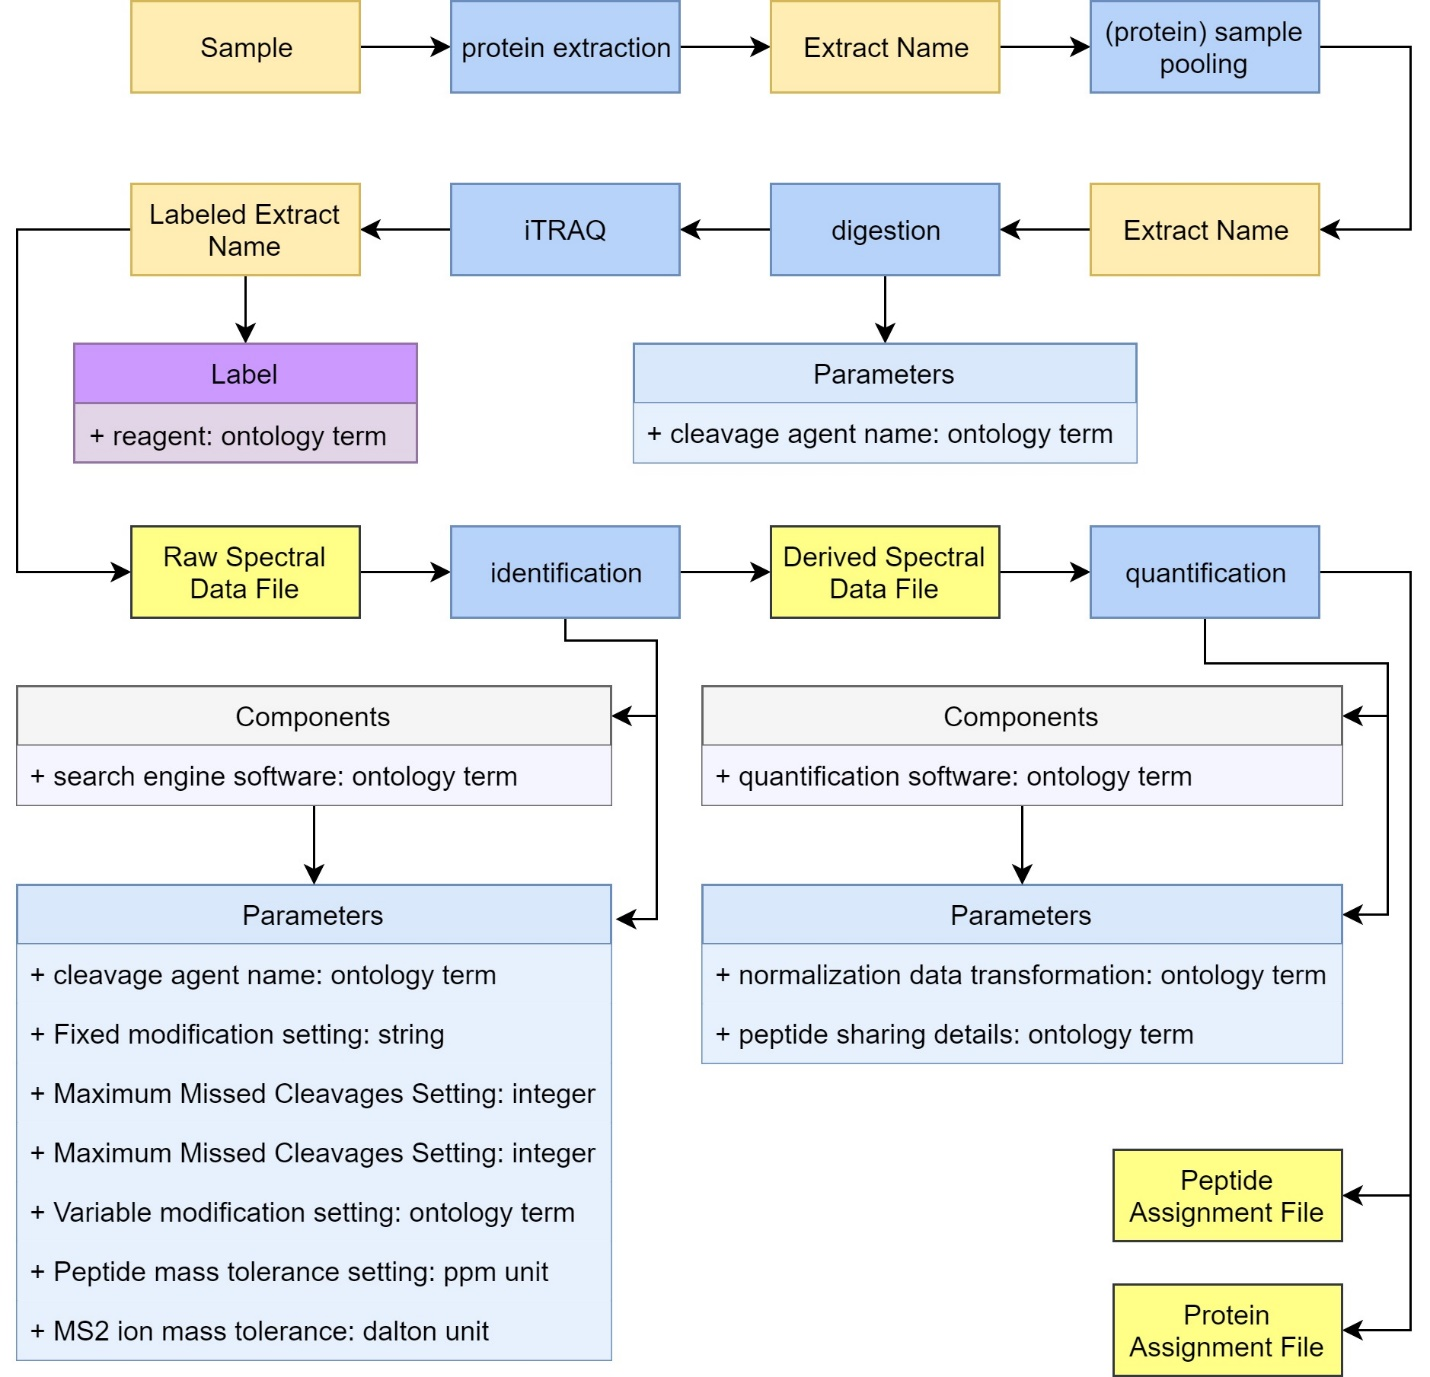 Sample
protein extraction
Extract Name
(protein) sample
pooling
Labeled Extract
Name
iTRAQ
digestion
Extract Name
Label
+ reagent: ontology term
Parameters
+ cleavage agent name: ontology term
Raw Spectral
Data File
identification
Derived Spectral
Data File
quantification
Components
+ search engine software: ontology term
Components
+ quantification software: ontology term
Parameters
+ cleavage agent name: ontology term
+ Fixed modification setting: string
+ Maximum Missed Cleavages Setting: integer
+ Maximum Missed Cleavages Setting: integer
+ Variable modification setting: ontology term
+ Peptide mass tolerance setting: ppm unit
+ MS2 ion mass tolerance: dalton unit
Parameters
+ normalization data transformation: ontology term
+ peptide sharing details: ontology term
Peptide
Assignment File
Protein
Assignment File